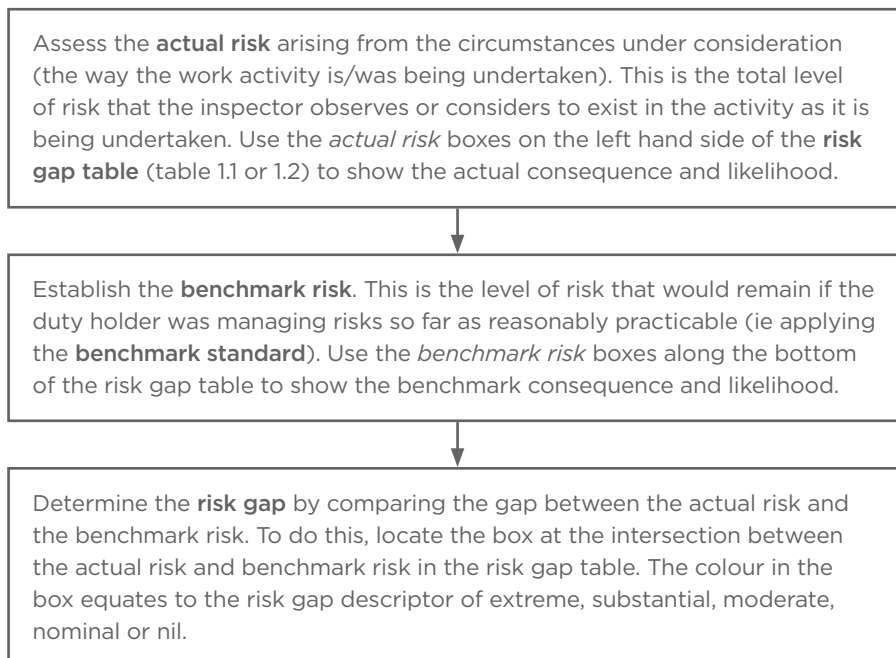 Assess the actual risk arising from the circumstances under consideration
(the way the work activity is/was being undertaken). This is the total level
of risk that the inspector observes or considers to exist in the activity as it is
being undertaken. Use the actual risk boxes on the left hand side of the risk
gap table (table 1.1 or 1.2) to show the actual consequence and likelihood.
Establish the benchmark risk. This is the level of risk that would remain if the
duty holder was managing risks so far as reasonably practicable (ie applying
the benchmark standard). Use the benchmark risk boxes along the bottom
of the risk gap table to show the benchmark consequence and likelihood.
Determine the risk gap by comparing the gap between the actual risk and
the benchmark risk. To do this, locate the box at the intersection between
the actual risk and benchmark risk in the risk gap table. The colour in the
box equates to the risk gap descriptor of extreme, substantial, moderate,
nominal or nil.